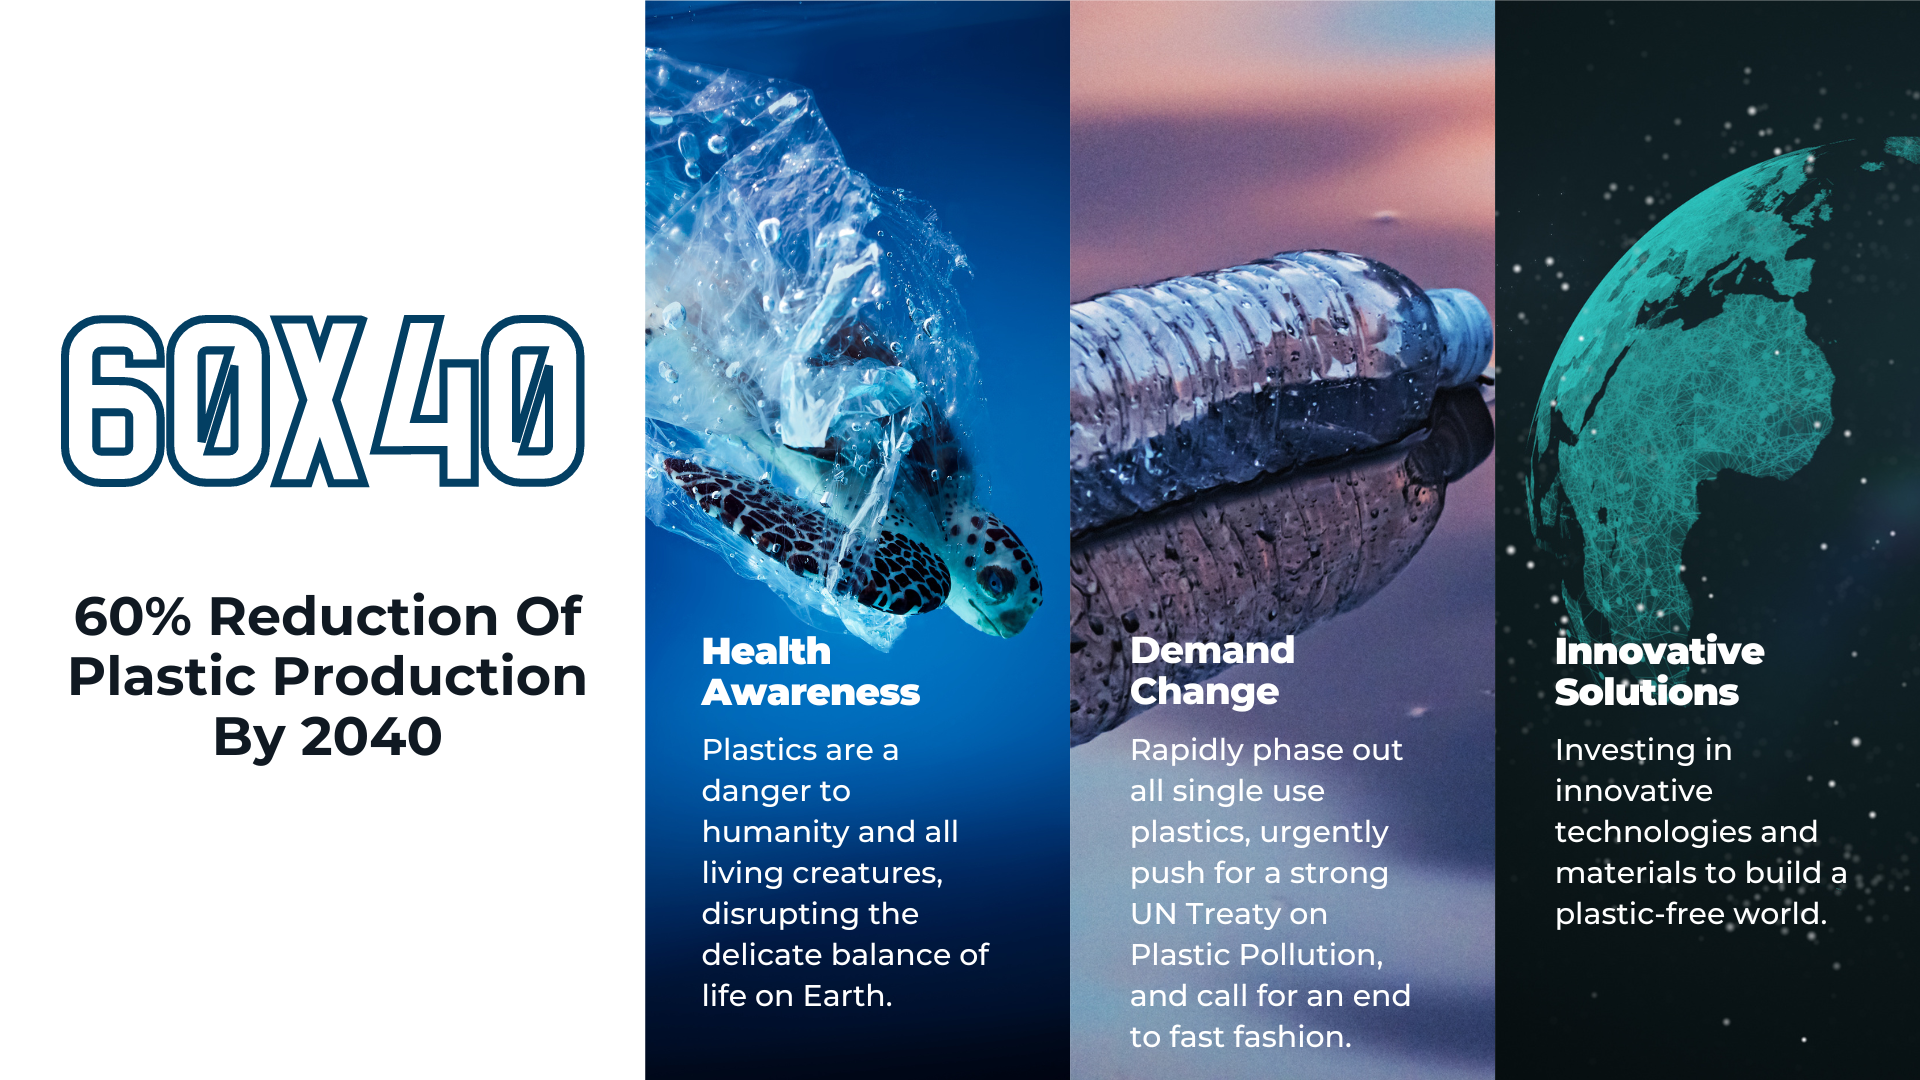 60X40
60% Reduction Of
Plastic Production
By 2040
Health
Awareness
Plastics are a
danger to
humanity and all
living creatures,
disrupting the
delicate balance of
life on Earth.
Demand
Change
Rapidly phase out
all single use
plastics, urgently
push for a strong
UN Treaty on
Plastic Pollution,
and call for an end
to fast fashion.
Innovative
Solutions
Investing in
innovative
technologies and
materials to build a
plastic-free world.